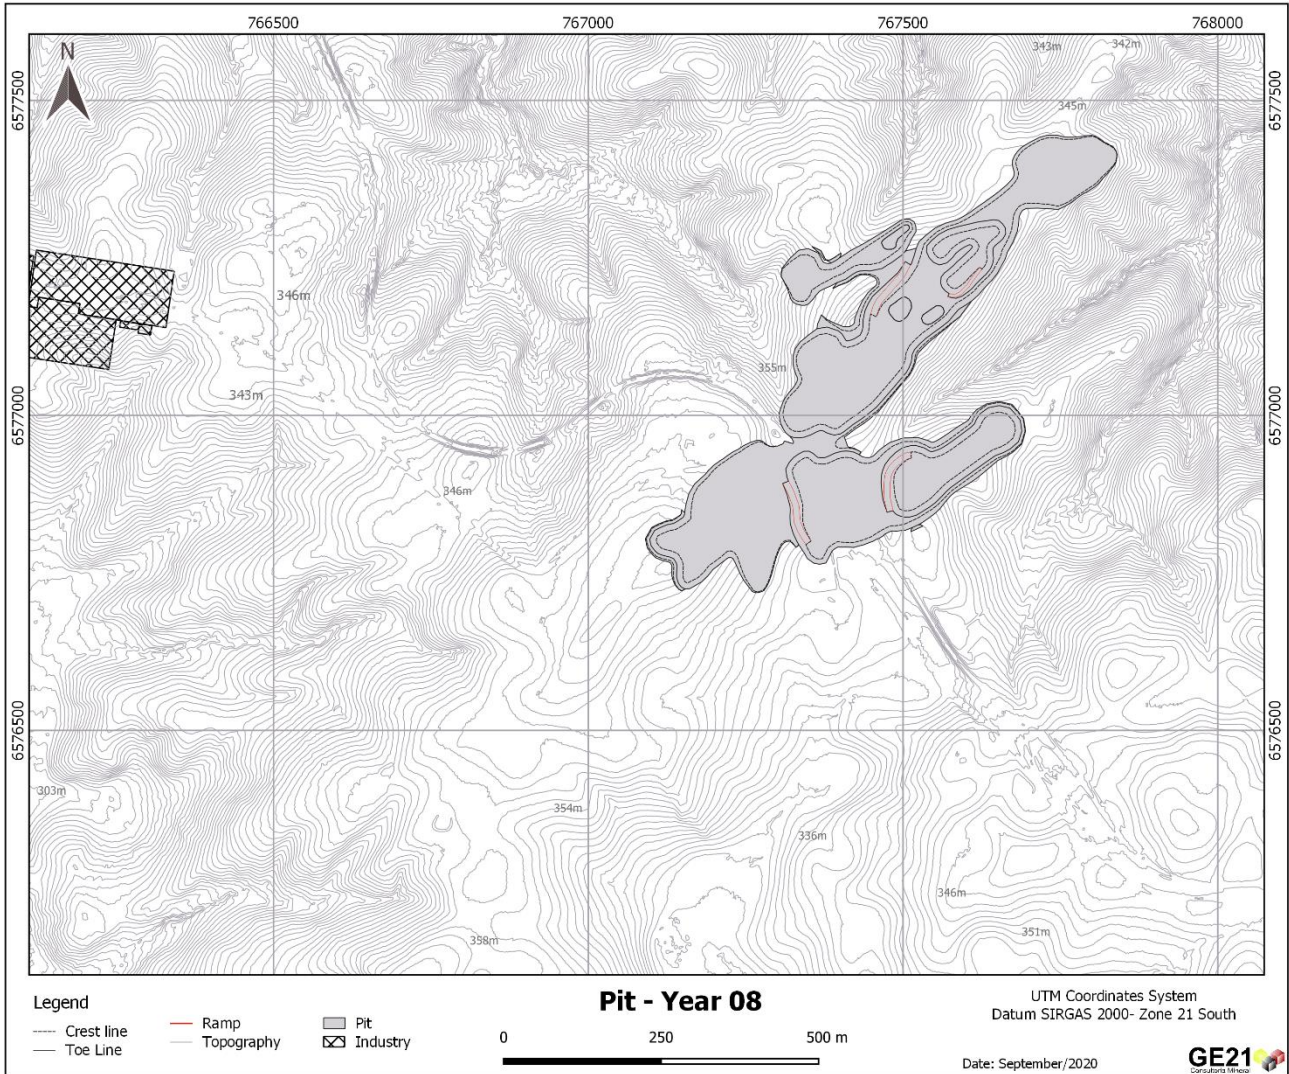 766500 767000 767500 768000
N
343m 342m
6577500 6577500
345m
346m
355m
343m
6577000 6577000
346m
6576500 6576500
303m
354m
336m
346m
351m
358m
Legend
Crest line
Toe Line
Ramp
Topography
Pit
Industry
Pit - Year 08
0 250 500 m
UTM Coordinates System
Datum SIRGAS 2000- Zone 21 South
Date: September/2020
GE21
Consultoria Mineral